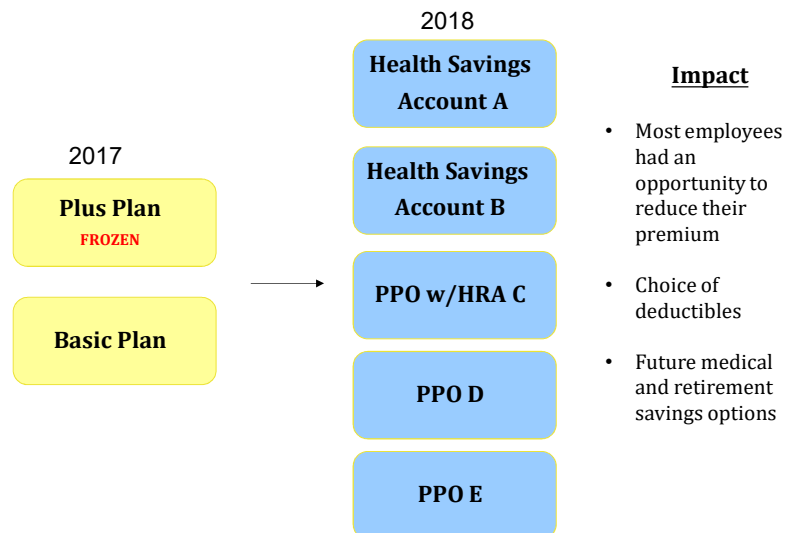 2017
Plus Plan
FROZEN
Basic Plan
2018
Health Savings
Account A
Health Savings
Account B
PPO w/HRA C
PPO D
PPO E
Impact
• Most employees
had an
opportunity to
reduce their
premium
• Choice of
deductibles
• Future medical
and retirement
savings options